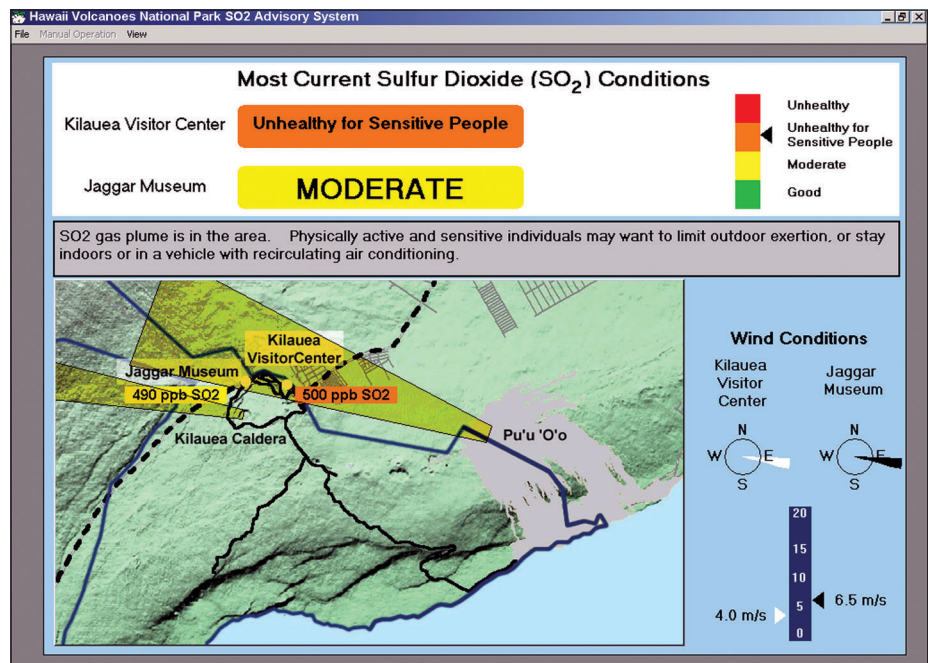 Hawaii Volcanoes National Park SO2 Advisory System
File Manual Operation View
Most Current Sulfur Dioxide (SO2) Conditions
Kilauea Visitor Center
Unhealthy for Sensitive People
Jaggar Museum
MODERATE
Unhealthy
Unhealthy for
Sensitive People
Moderate
Good
SO2 gas plume is in the area. Physically active and sensitive individuals may want to limit outdoor exertion, or stay
indoors or in a vehicle with recirculating air conditioning.
Kilauea
VisitorCenter
Jaggar Museum
490 ppb SO2
500 ppb SO2
Kilauea Caldera
Pu'u 'O'o
Wind Conditions
Kilauea
Visitor
Center
Jaggar
Museum
N
W E
S
N
W E
S
20
15
10
5
0
4.0 m/s
6.5 m/s